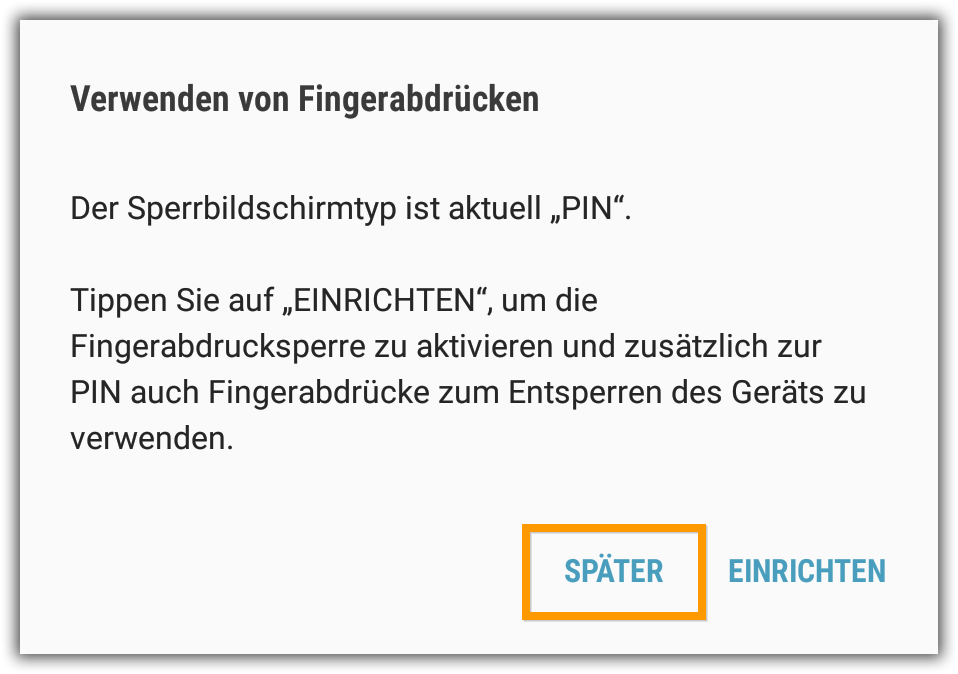 Verwenden von Fingerabdrücken
Der Sperrbildschirmtyp ist aktuell „PIN“.
Tippen Sie auf „EINRICHTEN“, um die
Fingerabdrucksperre zu aktivieren und zusätzlich zur
PIN auch Fingerabdrücke zum Entsperren des Geräts zu
verwenden.
SPÄTER EINRICHTEN